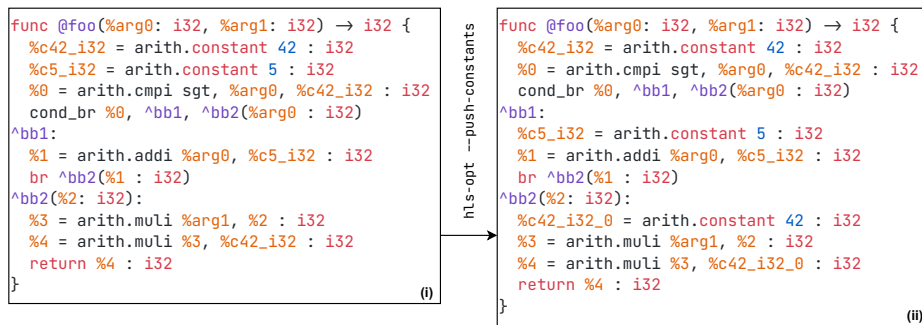 func @foo(%arg0: i32, %arg1: i32) → i32 {
%c42_i32 = arith.constant 42 : i32
%c5_i32 = arith.constant 5 : i32
%0 = arith.cmpi sgt, %arg0, %c42_i32 : i32
cond_br %0, ^bb1, ^bb2(%arg0 : i32)
^bb1:
%1 = arith.addi %arg0, %c5_i32 : i32
br ^bb2(%1 : i32)
^bb2(%2: i32):
%3 = arith.muli %arg1, %2 : i32
%4 = arith.muli %3, %c42_i32 : i32
return %4 : i32
}
(i)
hls-opt --push-constants
func @foo(%arg0: i32, %arg1: i32) → i32 {
%c42_i32 = arith.constant 42 : i32
%0 = arith.cmpi sgt, %arg0, %c42_i32 : i32
cond_br %0, ^bb1, ^bb2(%arg0 : i32)
^bb1:
%c5_i32 = arith.constant 5 : i32
%1 = arith.addi %arg0, %c5_i32 : i32
br ^bb2(%1 : i32)
^bb2(%2: i32):
%c42_i32_0 = arith.constant 42 : i32
%3 = arith.muli %arg1, %2 : i32
%4 = arith.muli %3, %c42_i32_0 : i32
return %4 : i32
}
(ii)